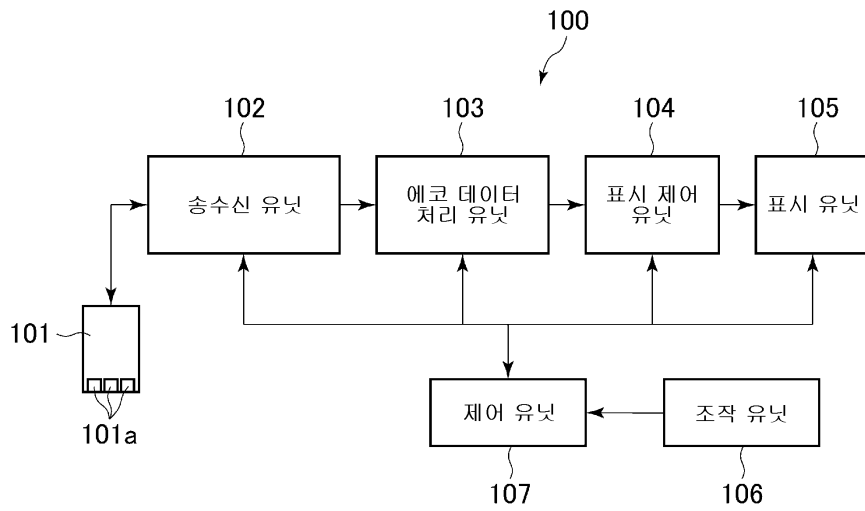 100
102
103
104
105
송수신 유닛
에코 데이터
처리 유닛
표시 제어
유닛
표시 유닛
101
101a
제어 유닛
조작 유닛
107
106